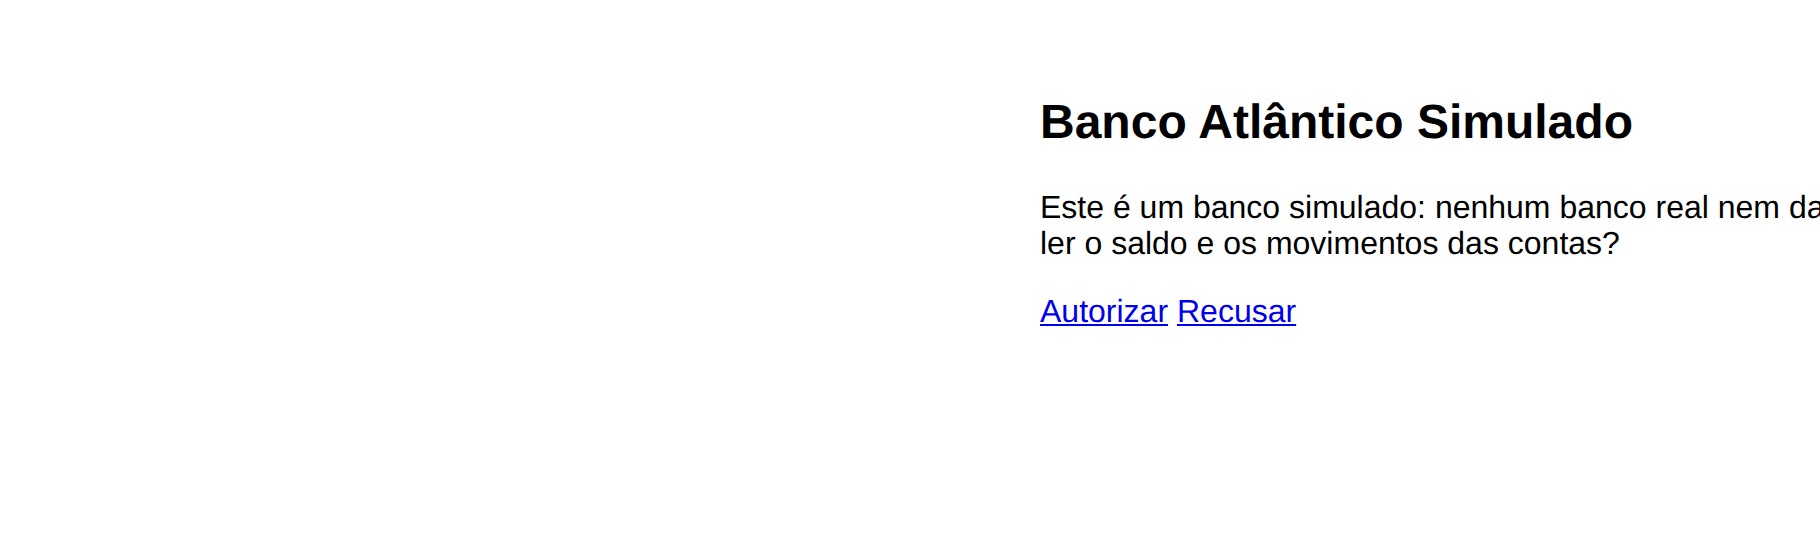 Banco Atlântico Simulado
Este é um banco simulado: nenhum banco real nem
ler o saldo e os movimentos das contas?
Autorizar Recusar